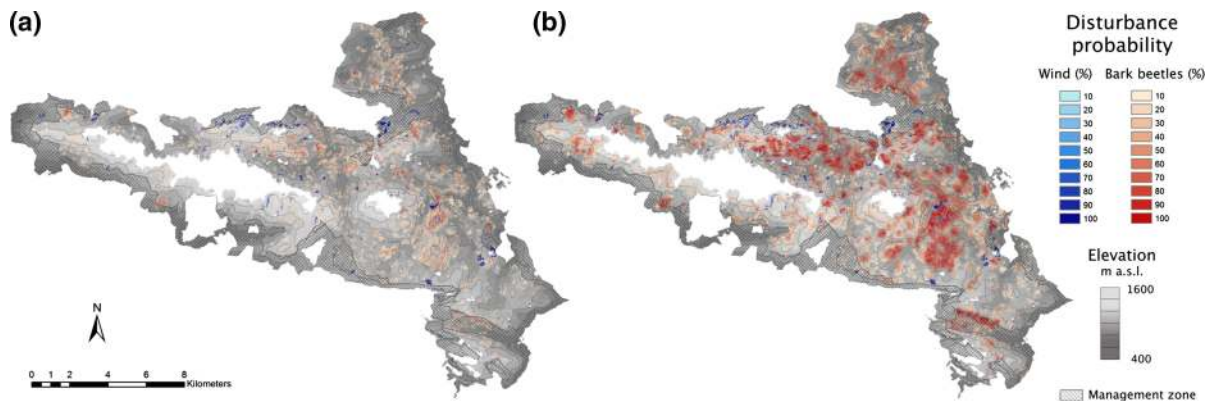 (a)
(b)
N
0 1 2 4 6 8
Kilometers
Disturbance
probability
Wind (%) Bark beetles (%)
10 10
20 20
30 30
40 40
50 50
60 60
70 70
80 80
90 90
100 100
Elevation
m a.s.l.
1600
400
Management zone